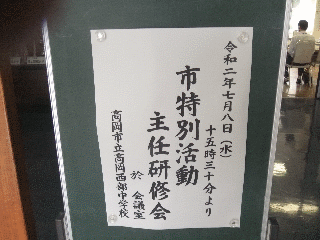 令和二年七月八日(水)
十五時三十分より
市特別活動
主任研修会
於 会議室
高岡市立高岡西部中学校